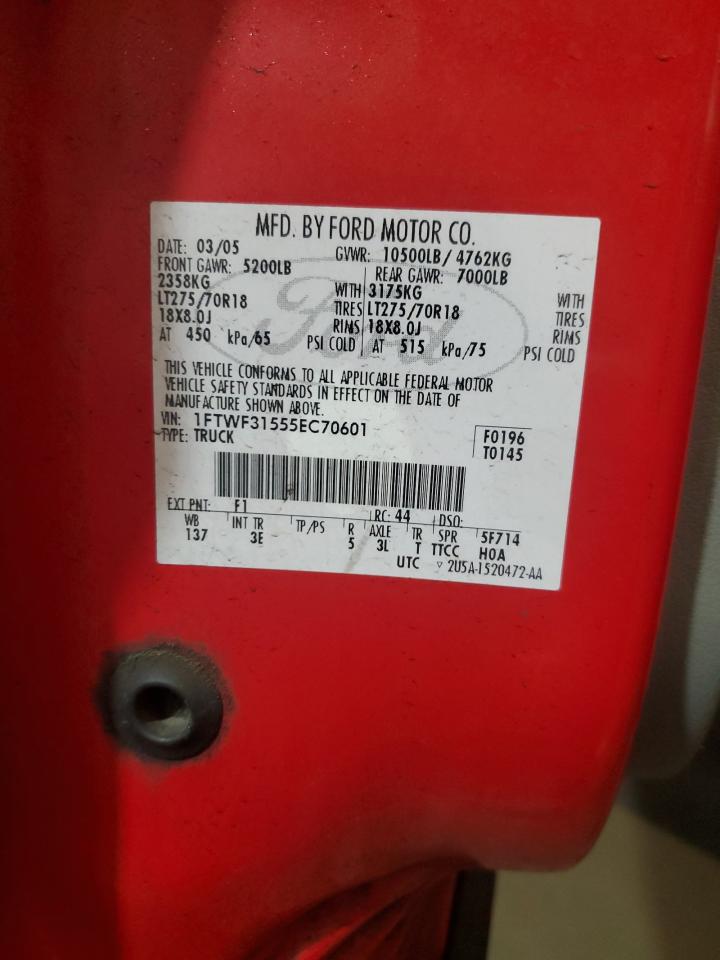 MFD. BY FORD MOTOR CO.
DATE: 03/05 GVWR: 10500LB/ 4762KG
FRONT GAWR: 5200LB REAR GAWR: 7000LB
2358KG WITH 3175KG WITH
LT275/70R18 TIRES LT275/70R18 TIRES
18X8.0J RIMS 18X8.0J RIMS
AT 450 kPa/65 PSI COLD AT 515 kPa/75 PSI COLD
Ford
THIS VEHICLE CONFORMS TO ALL APPLICABLE FEDERAL MOTOR
VEHICLE SAFETY STANDARDS IN EFFECT ON THE DATE OF
MANUFACTURE SHOWN ABOVE.
VIN: 1FTWF31555EC70601 F0196
TYPE: TRUCK T0145
EXT PNT: F1 RC: 44 DSO:
WB INT TR TP/PS R AXLE TR SPR 5F714
137 3E 5 3L T TTCC H0A
UTC ▽ 2U5A-1520472-AA